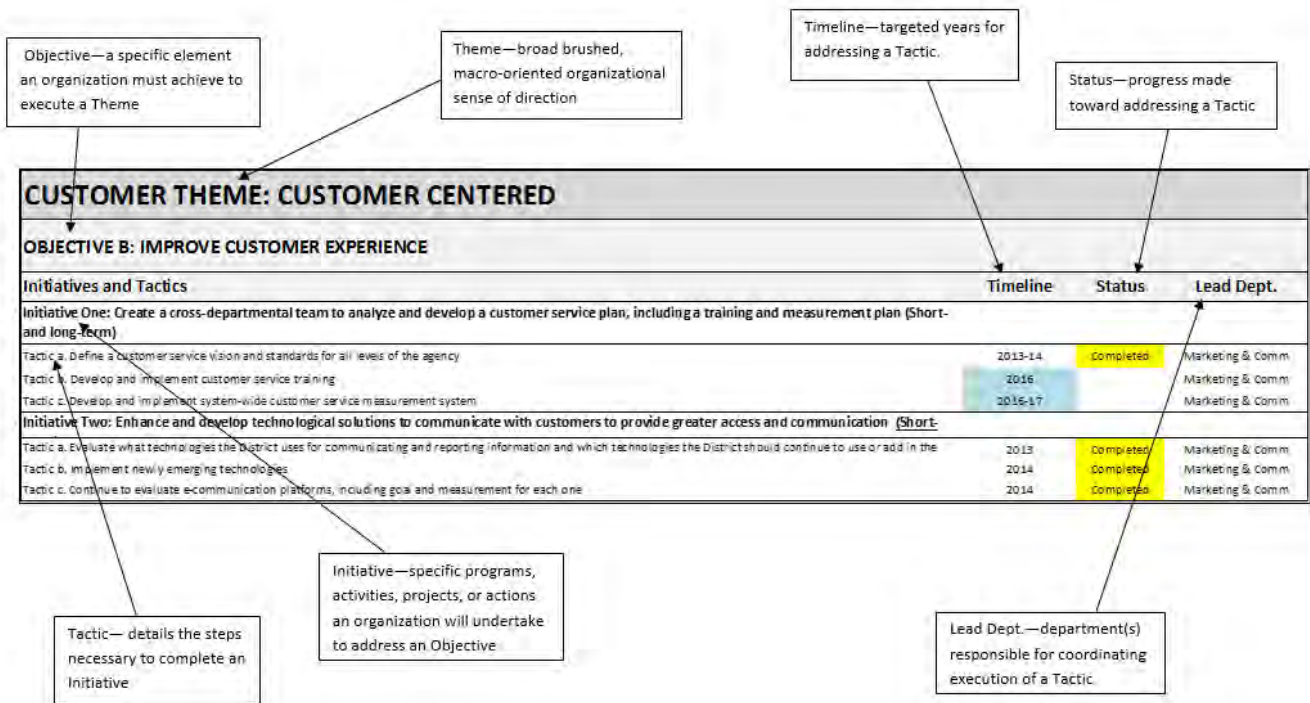 Objective—a specific element
an organization must achieve to
execute a Theme
Theme—broad brushed,
macro-oriented organizational
sense of direction
Timeline—targeted years for
addressing a Tactic.
Status—progress made
toward addressing a Tactic
CUSTOMER THEME: CUSTOMER CENTERED
OBJECTIVE B: IMPROVE CUSTOMER EXPERIENCE
Initiatives and Tactics Timeline Status Lead Dept.
Initiative One: Create a cross-departmental team to analyze and develop a customer service plan, including a training and measurement plan (Short-
and long-term)
Tactic a. Define a customer service vision and standards for all levels of the agency 2013-14 Completed Marketing & Comm
Tactic b. Develop and implement customer service training 2016 Marketing & Comm
Tactic c. Develop and implement system-wide customer service measurement system 2016-17 Marketing & Comm
Initiative Two: Enhance and develop technological solutions to communicate with customers to provide greater access and communication (Short-
Tactic a. Evaluate what technologies the District uses for communicating and reporting information and which technologies the District should continue to use or add in the 2013 Completed Marketing & Comm
Tactic b. Implement newly emerging technologies 2014 Completed Marketing & Comm
Tactic c. Continue to evaluate e-communication platforms, including goal and measurement for each one 2014 Completed Marketing & Comm
Initiative—specific programs,
activities, projects, or actions
an organization will undertake
to address an Objective
Tactic— details the steps
necessary to complete an
Initiative
Lead Dept.—department(s)
responsible for coordinating
execution of a Tactic.